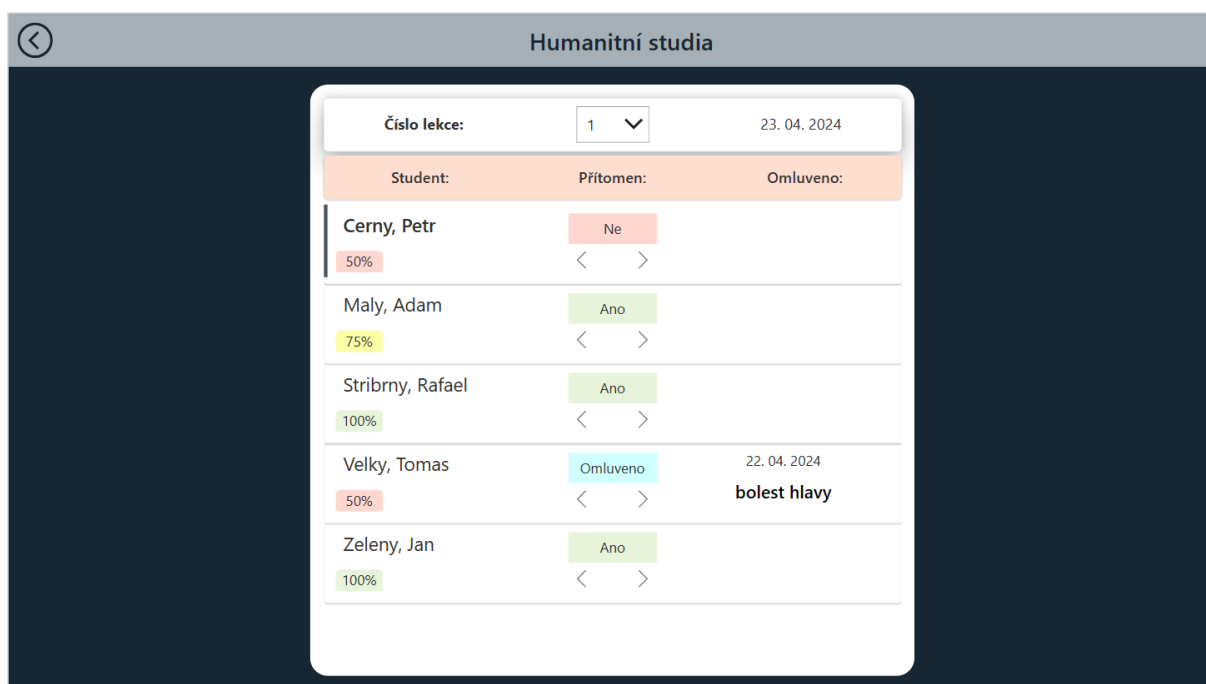 Humanitní studia
Číslo lekce: 1 23. 04. 2024
Student: Přítomen: Omluveno:
Cerny, Petr Ne
50%
Maly, Adam Ano
75%
Stribrny, Rafael Ano
100%
Velky, Tomas Omluveno 22. 04. 2024
50% bolest hlavy
Zeleny, Jan Ano
100%